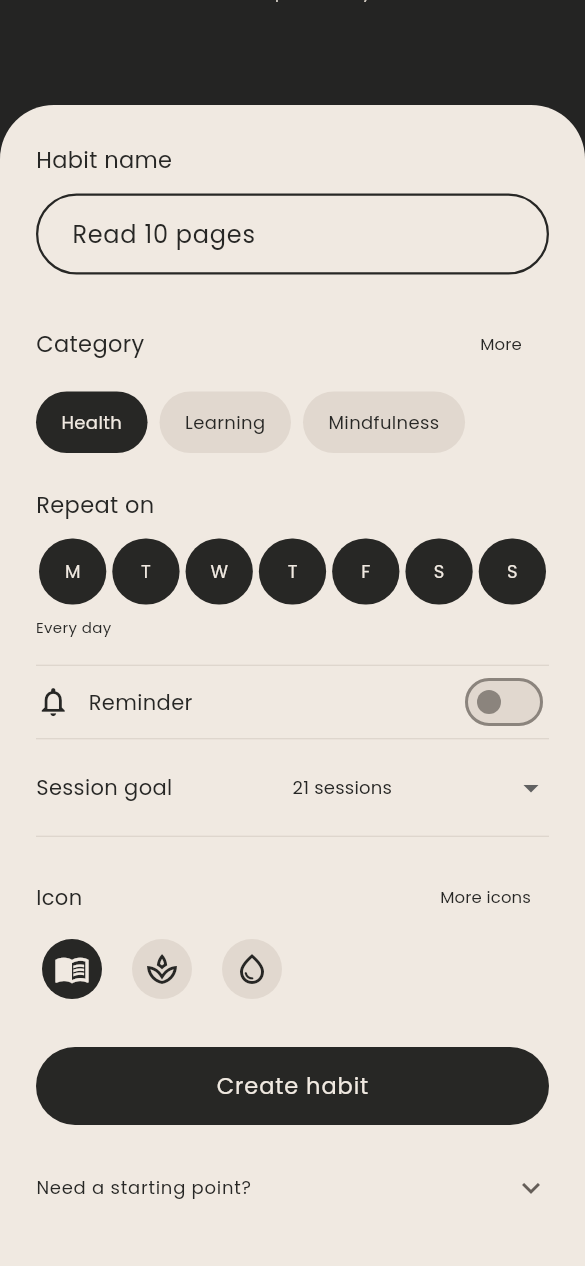 Habit name
Read 10 pages
Category More
Health Learning Mindfulness
Repeat on
M T W T F S S
Every day
Reminder
Session goal 21 sessions
Icon More icons
Create habit
Need a starting point?